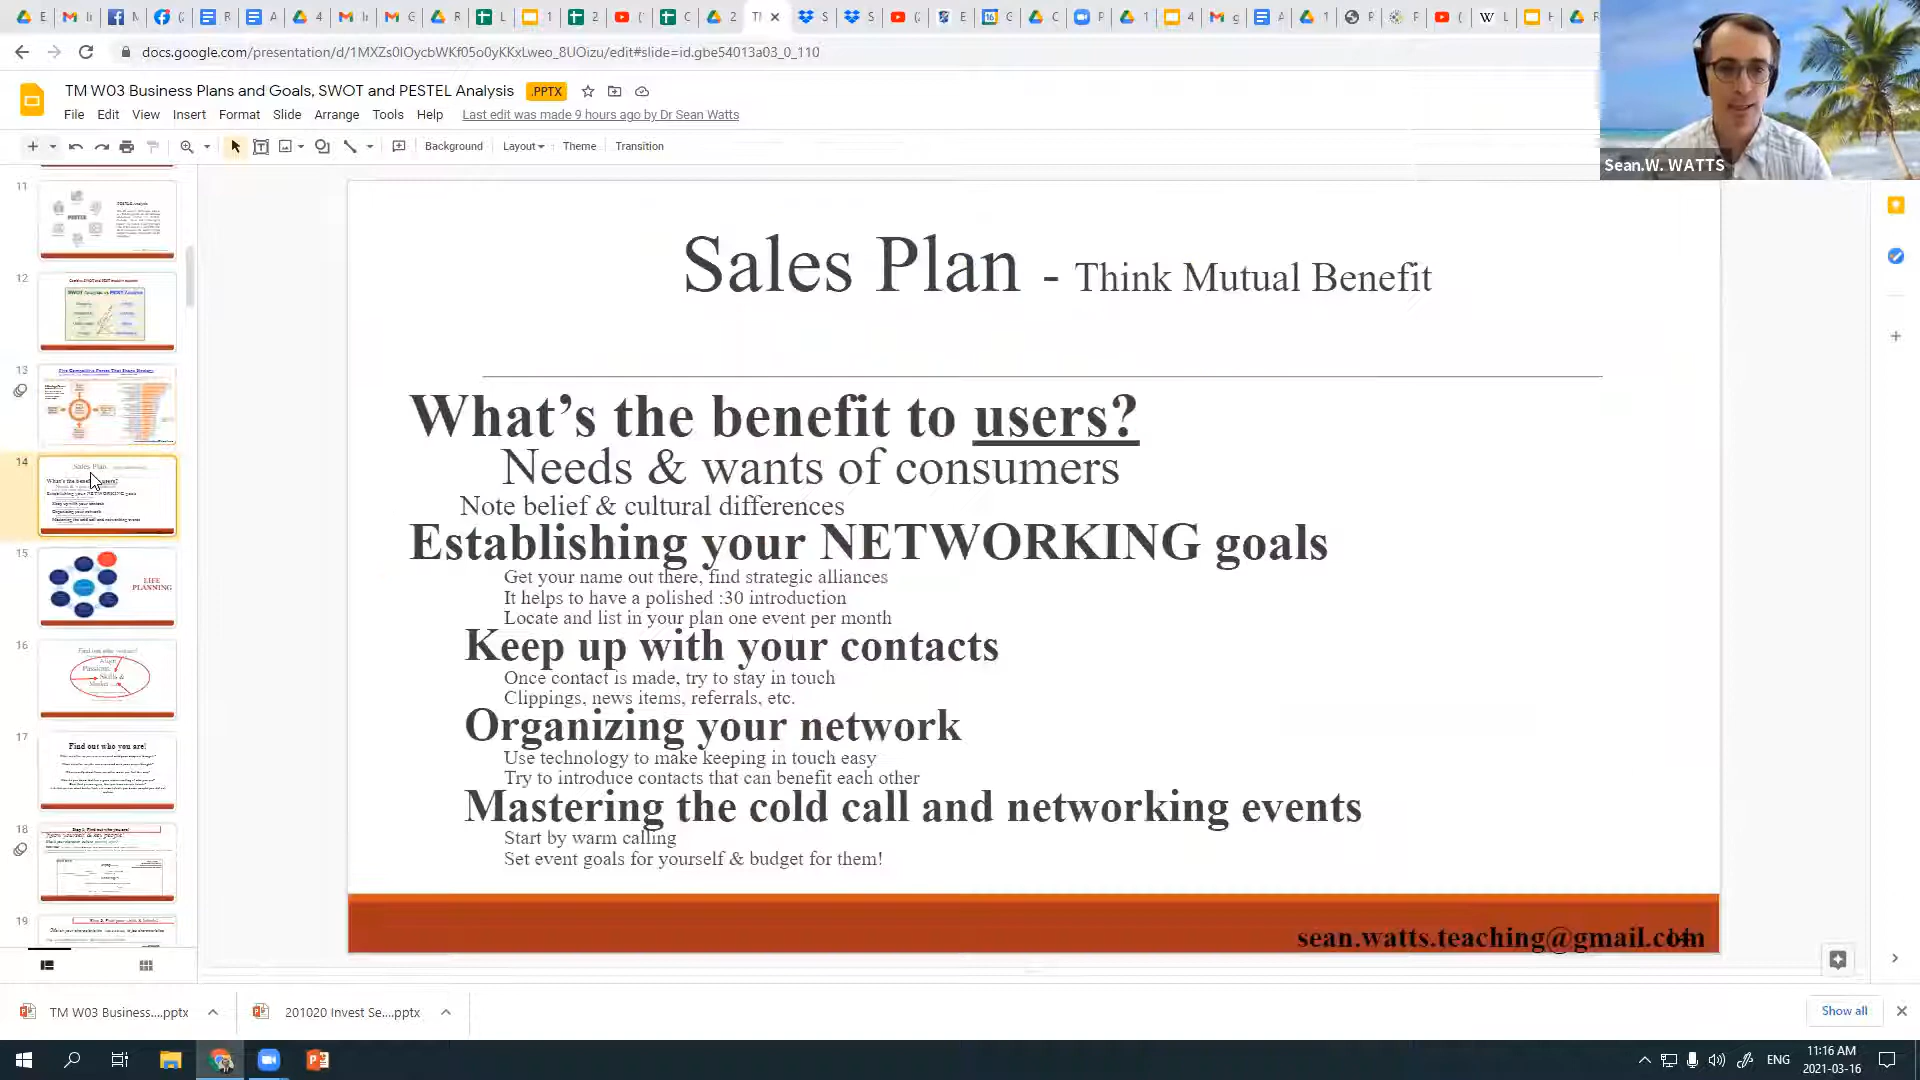 docs.google.com/presentation/d/1MXZs0lOycbWKf05o0yKKxLweo_8UOizu/edit#slide=id.gbe54013a03_0_110
TM W03 Business Plans and Goals, SWOT and PESTEL Analysis .PPTX
File Edit View Insert Format Slide Arrange Tools Help Last edit was made 9 hours ago by Dr Sean Watts
Background Layout Theme Transition
Sean.W. WATTS
11
12
13
14
15
LIFE
PLANNING
16
17
Find out who you are!
18
19
Sales Plan - Think Mutual Benefit
What’s the benefit to users?
Needs & wants of consumers
Note belief & cultural differences
Establishing your NETWORKING goals
Get your name out there, find strategic alliances
It helps to have a polished :30 introduction
Locate and list in your plan one event per month
Keep up with your contacts
Once contact is made, try to stay in touch
Clippings, news items, referrals, etc.
Organizing your network
Use technology to make keeping in touch easy
Try to introduce contacts that can benefit each other
Mastering the cold call and networking events
Start by warm calling
Set event goals for yourself & budget for them!
sean.watts.teaching@gmail.com
TM W03 Business....pptx
201020 Invest Se....pptx
Show all
ENG
11:16 AM
2021-03-16